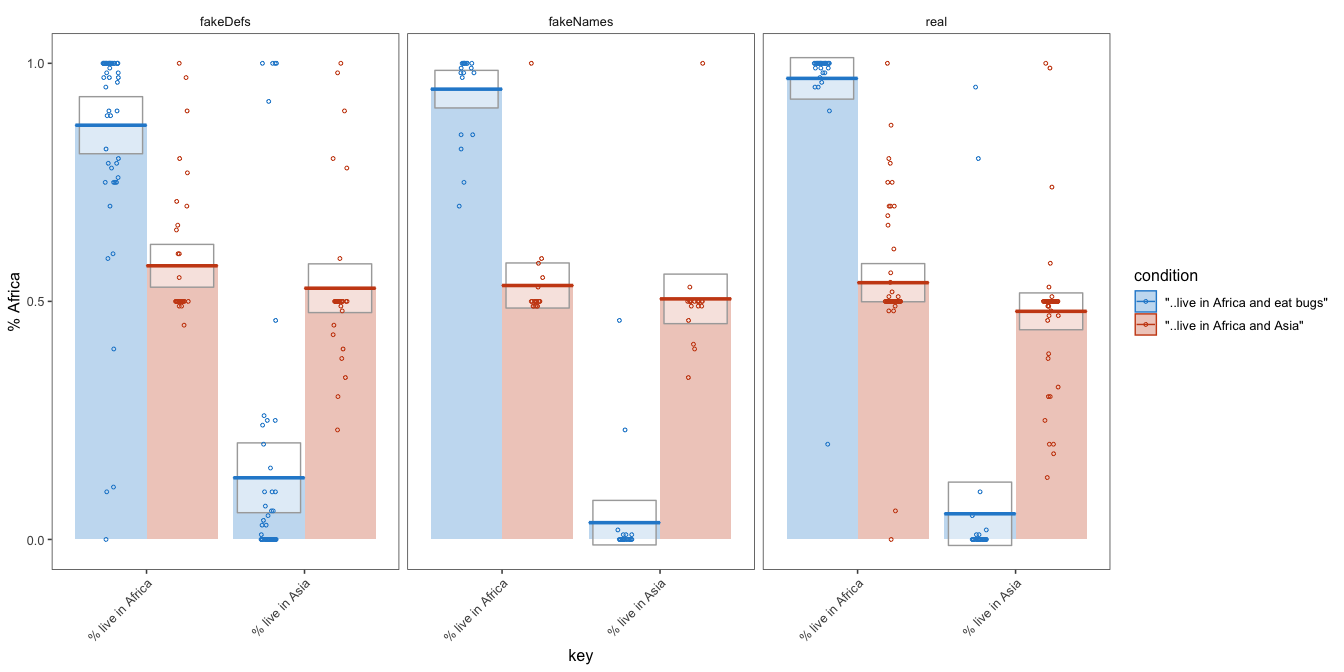 fakeDefs
fakeNames
real
1.0
0.5
0.0
% Africa
% live in Africa
% live in Asia
% live in Africa
% live in Asia
% live in Africa
% live in Asia
key
condition
"..live in Africa and eat bugs"
"..live in Africa and Asia"